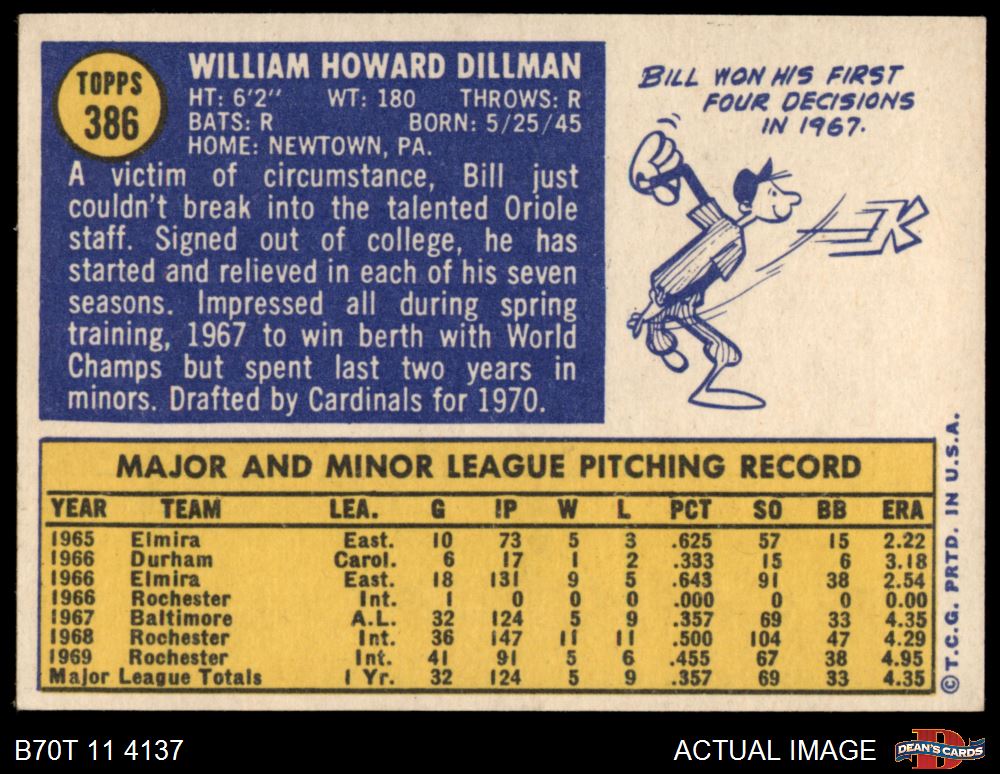 TOPPS
386
WILLIAM HOWARD DILLMAN
HT: 6'2" WT: 180 THROWS: R
BATS: R BORN: 5/25/45
HOME: NEWTOWN, PA.
A victim of circumstance, Bill just
couldn't break into the talented Oriole
staff. Signed out of college, he has
started and relieved in each of his seven
seasons. Impressed all during spring
training, 1967 to win berth with World
Champs but spent last two years in
minors. Drafted by Cardinals for 1970.
BILL WON HIS FIRST
FOUR DECISIONS
IN 1967.
K
MAJOR AND MINOR LEAGUE PITCHING RECORD
YEAR TEAM LEA. G IP W L PCT SO BB ERA
1965 Elmira East. 10 73 5 3 .625 57 15 2.22
1966 Durham Carol. 6 17 1 2 .333 15 6 3.18
1966 Elmira East. 18 131 9 5 .643 91 38 2.54
1966 Rochester Int. 1 0 0 0 .000 0 0 0.00
1967 Baltimore A.L. 32 124 5 9 .357 69 33 4.35
1968 Rochester Int. 36 147 11 11 .500 104 47 4.29
1969 Rochester Int. 41 91 5 6 .455 67 38 4.95
Major League Totals 1 Yr. 32 124 5 9 .357 69 33 4.35
© T.C.G. PRTD. IN U.S.A.
B70T 11 4137
ACTUAL IMAGE
D
DEAN'S CARDS